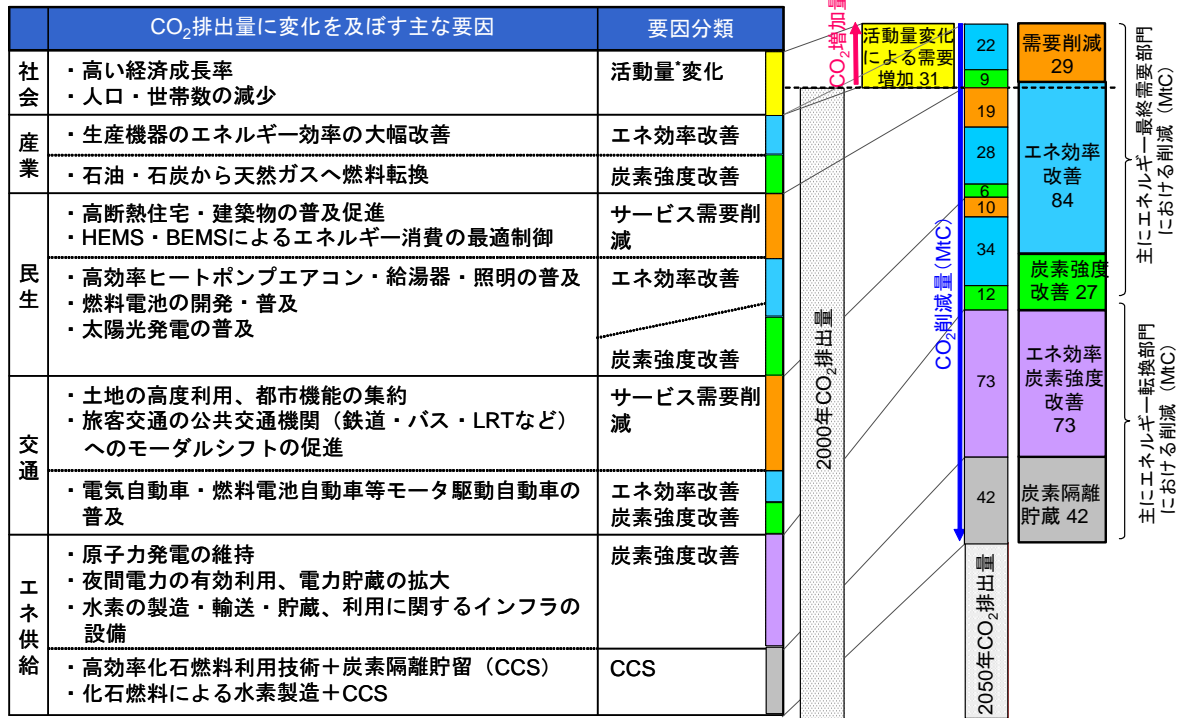 CO₂排出量に変化を及ぼす主な要因
要因分類
社会
・高い経済成長率
・人口・世帯数の減少
活動量*変化
産業
・生産機器のエネルギー効率の大幅改善
エネ効率改善
・石油・石炭から天然ガスへ燃料転換
炭素強度改善
民生
・高断熱住宅・建築物の普及促進
・HEMS・BEMSによるエネルギー消費の最適制御
サービス需要削
減
・高効率ヒートポンプエアコン・給湯器・照明の普及
・燃料電池の開発・普及
・太陽光発電の普及
エネ効率改善
炭素強度改善
交通
・土地の高度利用、都市機能の集約
・旅客交通の公共交通機関（鉄道・バス・LRTなど）
へのモーダルシフトの促進
サービス需要削
減
・電気自動車・燃料電池自動車等モータ駆動自動車の
普及
エネ効率改善
炭素強度改善
エネ供給
・原子力発電の維持
・夜間電力の有効利用、電力貯蔵の拡大
・水素の製造・輸送・貯蔵、利用に関するインフラの
設備
炭素強度改善
・高効率化石燃料利用技術＋炭素隔離貯留（CCS）
・化石燃料による水素製造＋CCS
CCS
2000年CO₂排出量
CO₂増加量
活動量変化
による需要
増加 31
CO₂削減量(MtC)
22
9
19
28
6
10
34
12
73
42
2050年CO₂排出量
需要削減
29
エネ効率
改善
84
炭素強度
改善 27
エネ効率
炭素強度
改善
73
炭素隔離
貯蔵 42
主にエネルギー最終需要部門
における削減（MtC）
主にエネルギー転換部門
における削減（MtC）